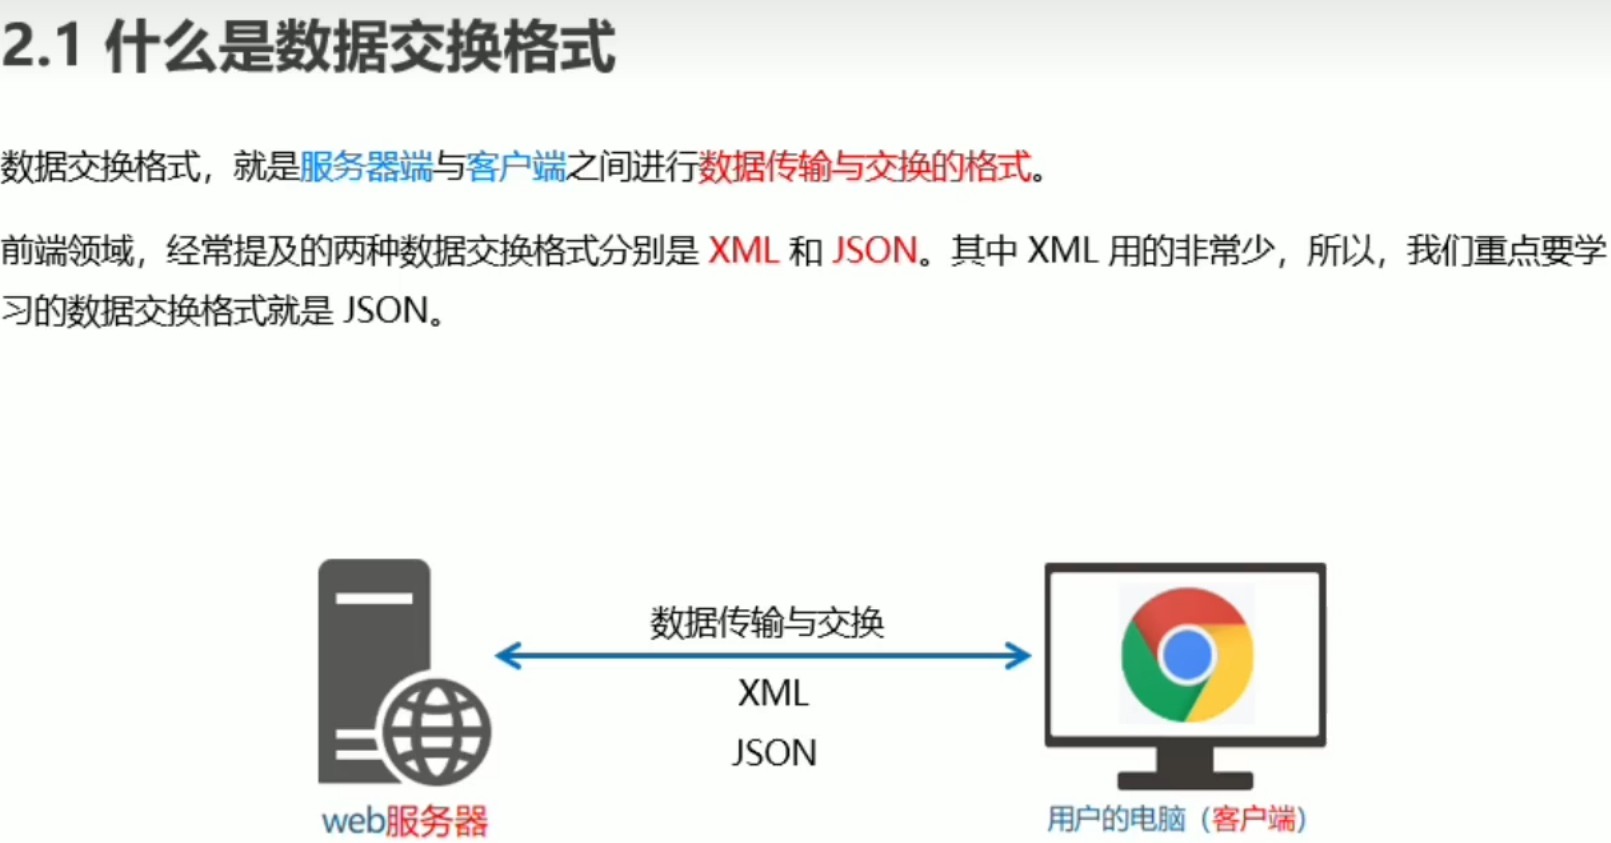 2.1 什么是数据交换格式
数据交换格式，就是服务器端与客户端之间进行数据传输与交换的格式。
前端领域，经常提及的两种数据交换格式分别是 XML 和 JSON。其中 XML 用的非常少，所以，我们重点要学
习的数据交换格式就是 JSON。
数据传输与交换
XML
JSON
web服务器
用户的电脑（客户端）